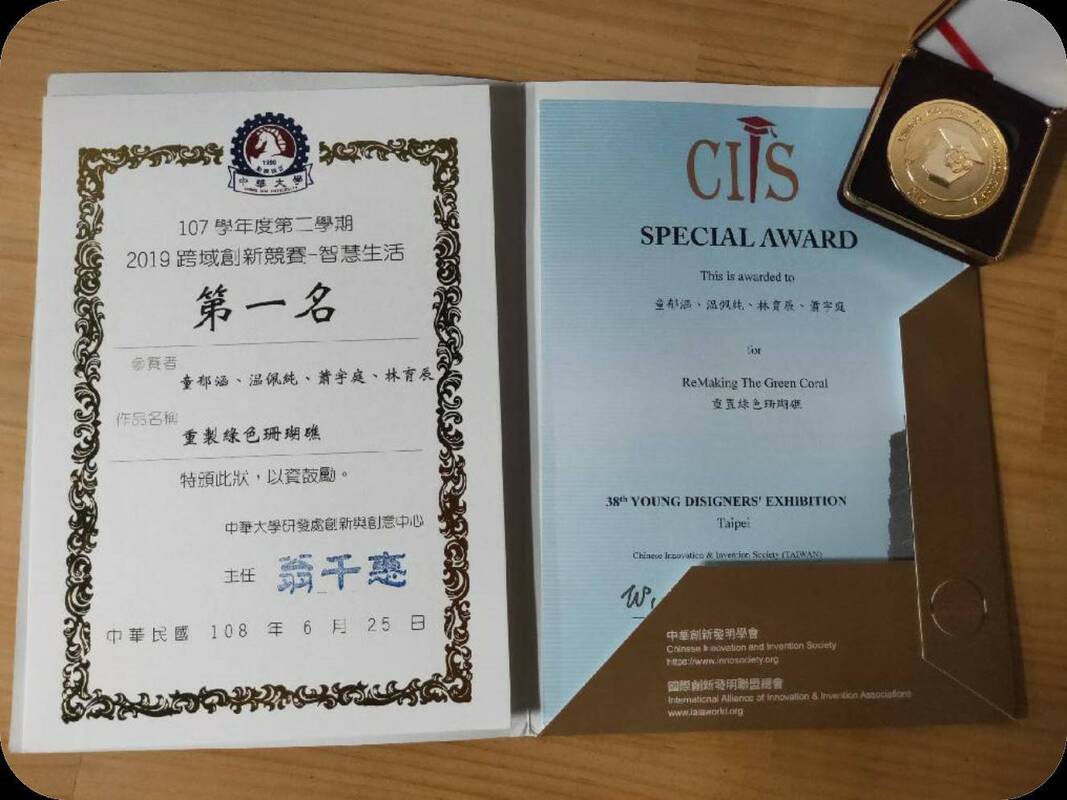 1990
中華大學
107 學年度第二學期
2019 跨域創新競賽-智慧生活
第一名
參賽者
童郁涵、温佩純、蕭宇庭、林育辰
作品名稱
重製綠色珊瑚礁
特頒此狀，以資鼓勵。
中華大學研發處創新與創意中心
主任 翁千惠
中華民國 108 年 6 月 25 日
CIIS
SPECIAL AWARD
This is awarded to
童郁涵、温佩純、林育辰、蕭宇庭
for
ReMaking The Green Coral
重置綠色珊瑚礁
38th YOUNG DISIGNERS' EXHIBITION
Taipei
Chinese Innovation & Invention Society (TAIWAN)
中華創新發明學會
Chinese Innovation and Invention Society
https://www.innosociety.org
國際創新發明聯盟總會
International Alliance of Innovation & Invention Associations
www.iaiaworld.org